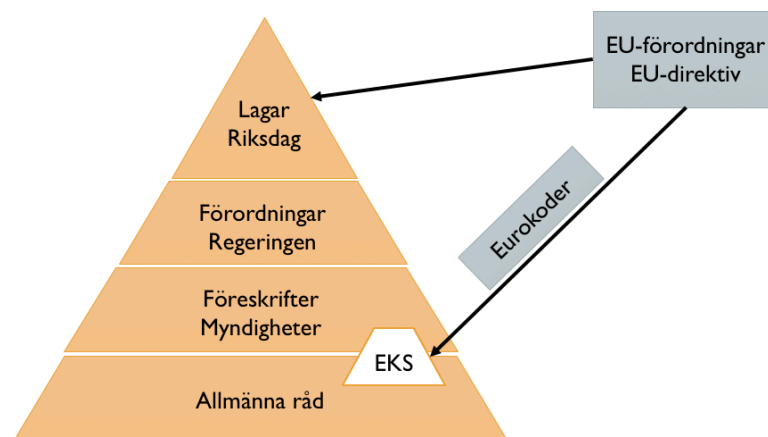 Lagar
Riksdag
Förordningar
Regeringen
Föreskrifter
Myndigheter
EKS
Allmänna råd
EU-förordningar
EU-direktiv
Eurokoder